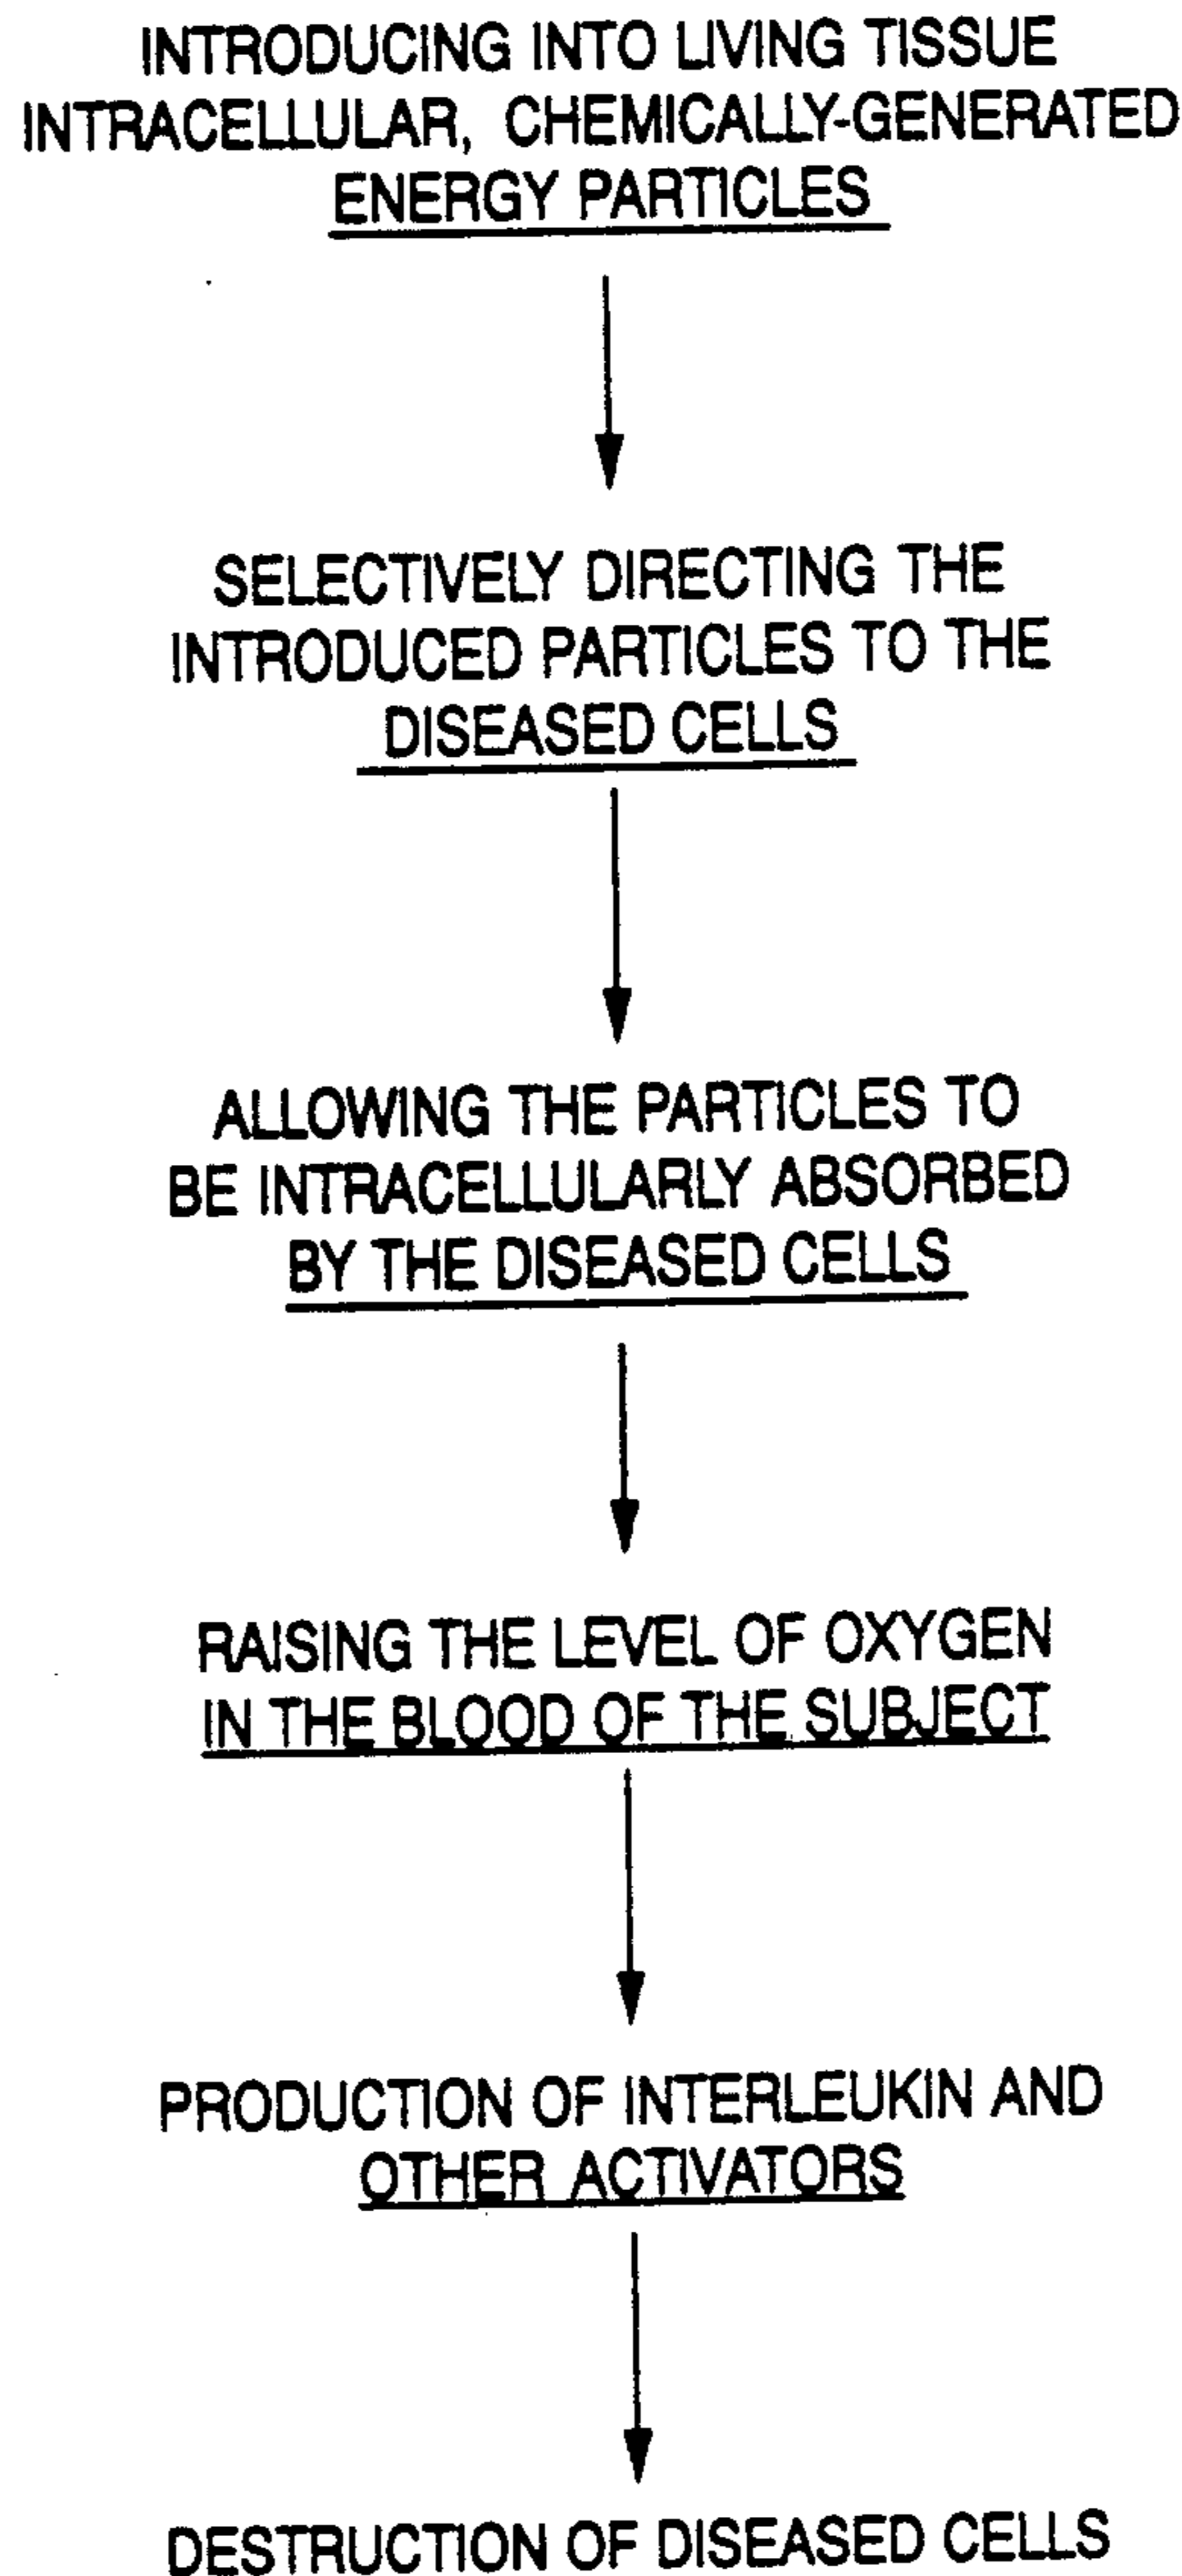 INTRODUCING INTO LIVING TISSUE
INTRACELLULAR, CHEMICALLY-GENERATED
ENERGY PARTICLES
SELECTIVELY DIRECTING THE
INTRODUCED PARTICLES TO THE
DISEASED CELLS
ALLOWING THE PARTICLES TO
BE INTRACELLULARLY ABSORBED
BY THE DISEASED CELLS
RAISING THE LEVEL OF OXYGEN
IN THE BLOOD OF THE SUBJECT
PRODUCTION OF INTERLEUKIN AND
OTHER ACTIVATORS
DESTRUCTION OF DISEASED CELLS